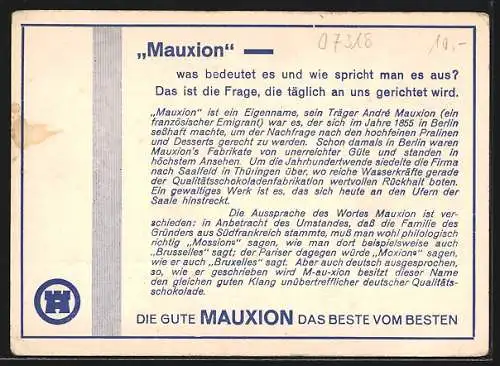 07318
10,-
„Mauxion“ —
was bedeutet es und wie spricht man es aus?
Das ist die Frage, die täglich an uns gerichtet wird.
„Mauxion“ ist ein Eigenname, sein Träger André Mauxion (ein
französischer Emigrant) war es, der sich im Jahre 1855 in Berlin
seßhaft machte, um der Nachfrage nach den hochfeinen Pralinen
und Desserts gerecht zu werden. Schon damals in Berlin waren
Mauxion's Fabrikate von unerreichter Güte und standen in
höchstem Ansehen. Um die Jahrhundertwende siedelte die Firma
nach Saalfeld in Thüringen über, wo reiche Wasserkräfte gerade
der Qualitätsschokoladenfabrikation wertvollen Rückhalt boten.
Ein gewaltiges Werk ist es, das sich heute an den Ufern der
Saale hinstreckt.
Die Aussprache des Wortes Mauxion ist ver-
schieden: in Anbetracht des Umstandes, daß die Familie des
Gründers aus Südfrankreich stammte, muß man wohl philologisch
richtig „Mossions“ sagen, wie man dort beispielsweise auch
„Brusselles“ sagt; der Pariser dagegen würde „Moxions“ sagen,
wie er auch „Bruxelles“ sagt. Aber auch deutsch ausgesprochen,
so, wie er geschrieben wird M-au-xion besitzt dieser Name
den gleichen guten Klang unübertrefflicher deutscher Qualitäts-
schokolade.
DIE GUTE MAUXION DAS BESTE VOM BESTEN